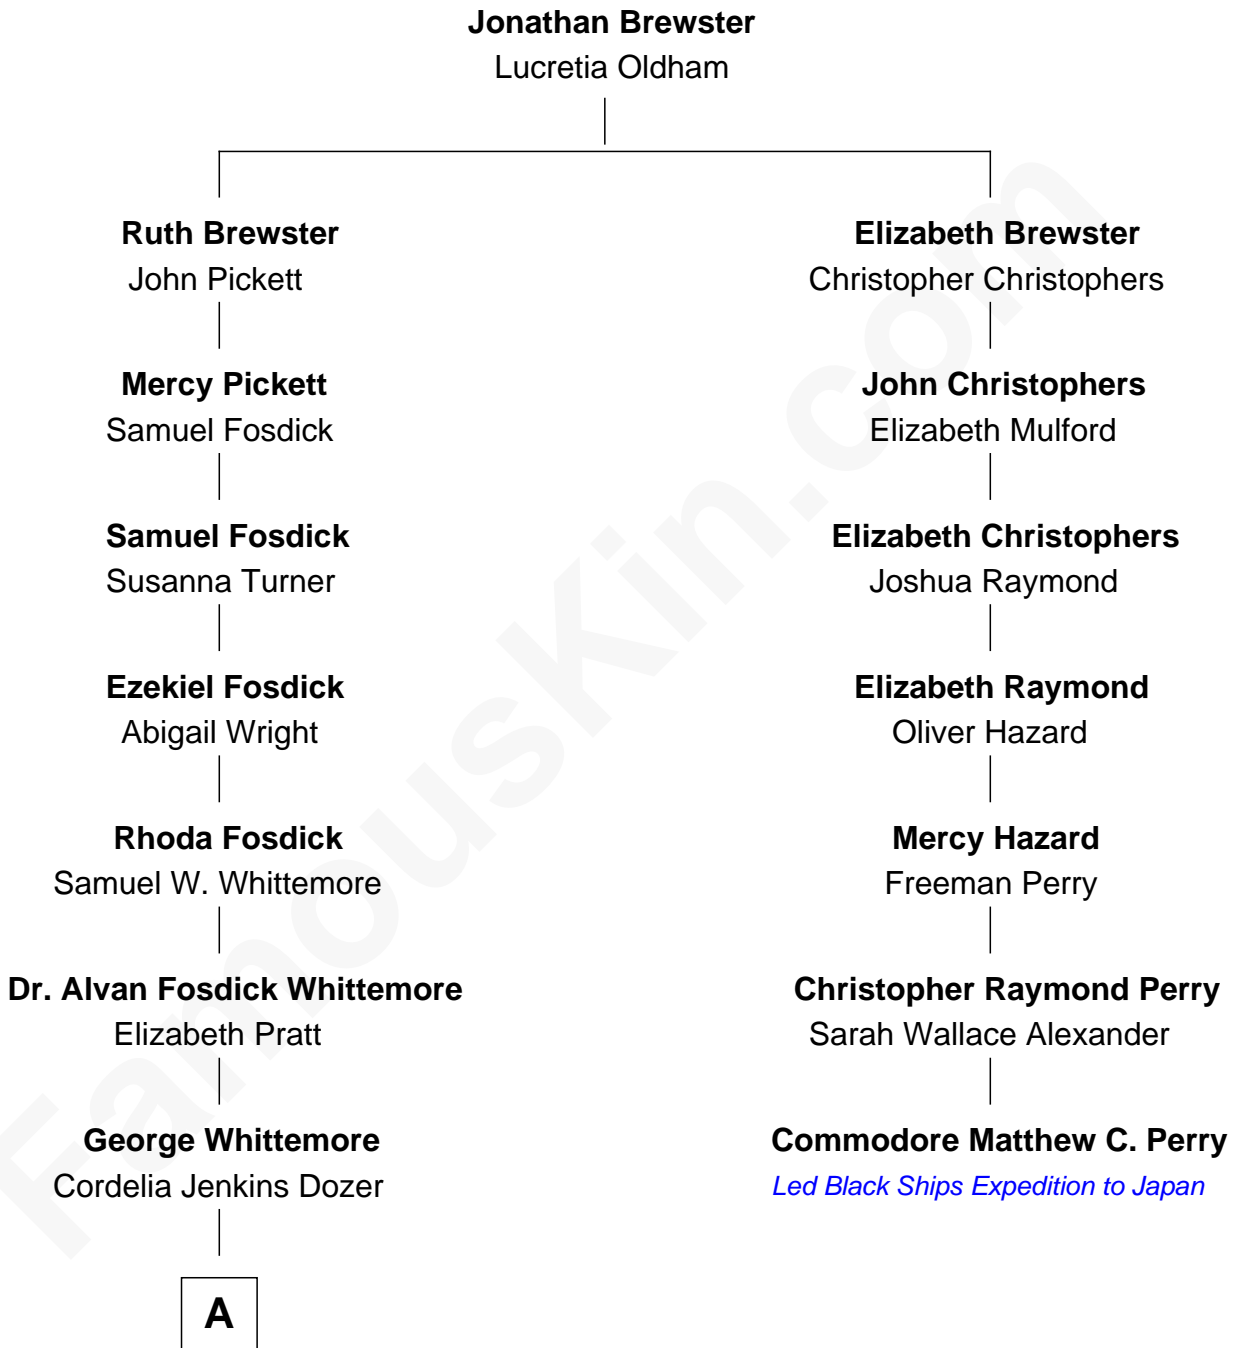 Jonathan Brewster
Lucretia Oldham
Ruth Brewster
John Pickett
Mercy Pickett
Samuel Fosdick
Samuel Fosdick
Susanna Turner
Ezekiel Fosdick
Abigail Wright
Rhoda Fosdick
Samuel W. Whittemore
Dr. Alvan Fosdick Whittemore
Elizabeth Pratt
George Whittemore
Cordelia Jenkins Dozer
A
Elizabeth Brewster
Christopher Christophers
John Christophers
Elizabeth Mulford
Elizabeth Christophers
Joshua Raymond
Elizabeth Raymond
Oliver Hazard
Mercy Hazard
Freeman Perry
Christopher Raymond Perry
Sarah Wallace Alexander
Commodore Matthew C. Perry
Led Black Ships Expedition to Japan
FamousKin.com